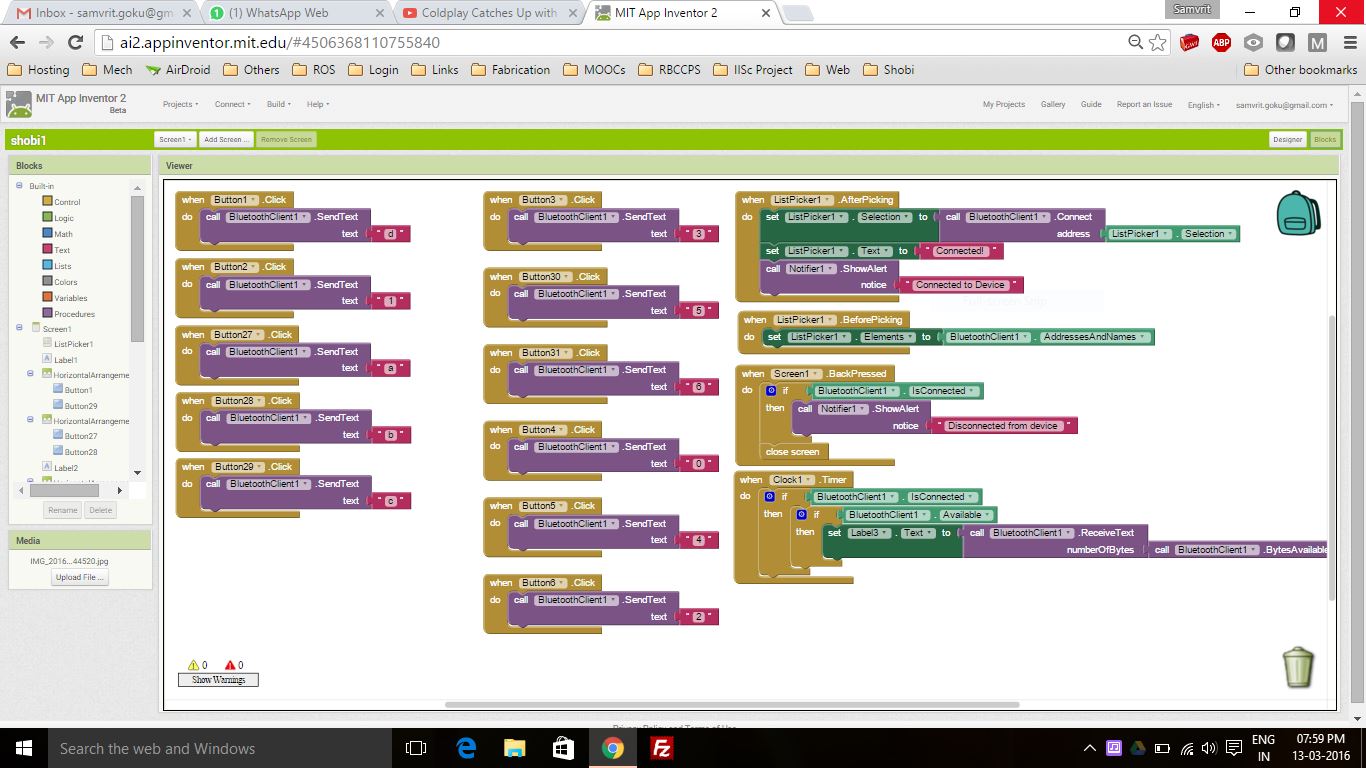 Inbox - samvrit.goku@gm
(1) WhatsApp Web
Coldplay Catches Up with
MIT App Inventor 2
Samvrit
ai2.appinventor.mit.edu/#4506368110755840
Hosting
Mech
AirDroid
Others
ROS
Login
Links
Fabrication
MOOCs
RBCCPS
IISc Project
Web
Shobi
Other bookmarks
MIT App Inventor 2
Beta
Projects
Connect
Build
Help
My Projects
Gallery
Guide
Report an Issue
English
samvrit.goku@gmail.com
shobi1
Screen1
Add Screen ...
Remove Screen
Designer
Blocks
Blocks
Built-in
Control
Logic
Math
Text
Lists
Colors
Variables
Procedures
Screen1
ListPicker1
Label1
HorizontalArrangeme
Button1
Button29
HorizontalArrangeme
Button27
Button28
Label2
Rename
Delete
Media
IMG_2016...44520.jpg
Upload File ...
Viewer
when Button1 .Click
do call BluetoothClient1 .SendText
text " d "
when Button2 .Click
do call BluetoothClient1 .SendText
text " 1 "
when Button27 .Click
do call BluetoothClient1 .SendText
text " a "
when Button28 .Click
do call BluetoothClient1 .SendText
text " b "
when Button29 .Click
do call BluetoothClient1 .SendText
text " c "
when Button3 .Click
do call BluetoothClient1 .SendText
text " 3 "
when Button30 .Click
do call BluetoothClient1 .SendText
text " 5 "
when Button31 .Click
do call BluetoothClient1 .SendText
text " 6 "
when Button4 .Click
do call BluetoothClient1 .SendText
text " 0 "
when Button5 .Click
do call BluetoothClient1 .SendText
text " 4 "
when Button6 .Click
do call BluetoothClient1 .SendText
text " 2 "
when ListPicker1 .AfterPicking
do set ListPicker1 . Selection to call BluetoothClient1 .Connect
address ListPicker1 . Selection
set ListPicker1 . Text to " Connected! "
call Notifier1 .ShowAlert
notice " Connected to Device "
Full-screen Snip
when ListPicker1 .BeforePicking
do set ListPicker1 . Elements to BluetoothClient1 . AddressesAndNames
when Screen1 .BackPressed
do if BluetoothClient1 . IsConnected
then call Notifier1 .ShowAlert
notice " Disconnected from device "
close screen
when Clock1 .Timer
do if BluetoothClient1 . IsConnected
then if BluetoothClient1 . Available
then set Label3 . Text to call BluetoothClient1 .ReceiveText
numberOfBytes call BluetoothClient1 .BytesAvailable
0 0
Show Warnings
Privacy Policy and Terms of Use
Search the web and Windows
ENG
IN
07:59 PM
13-03-2016